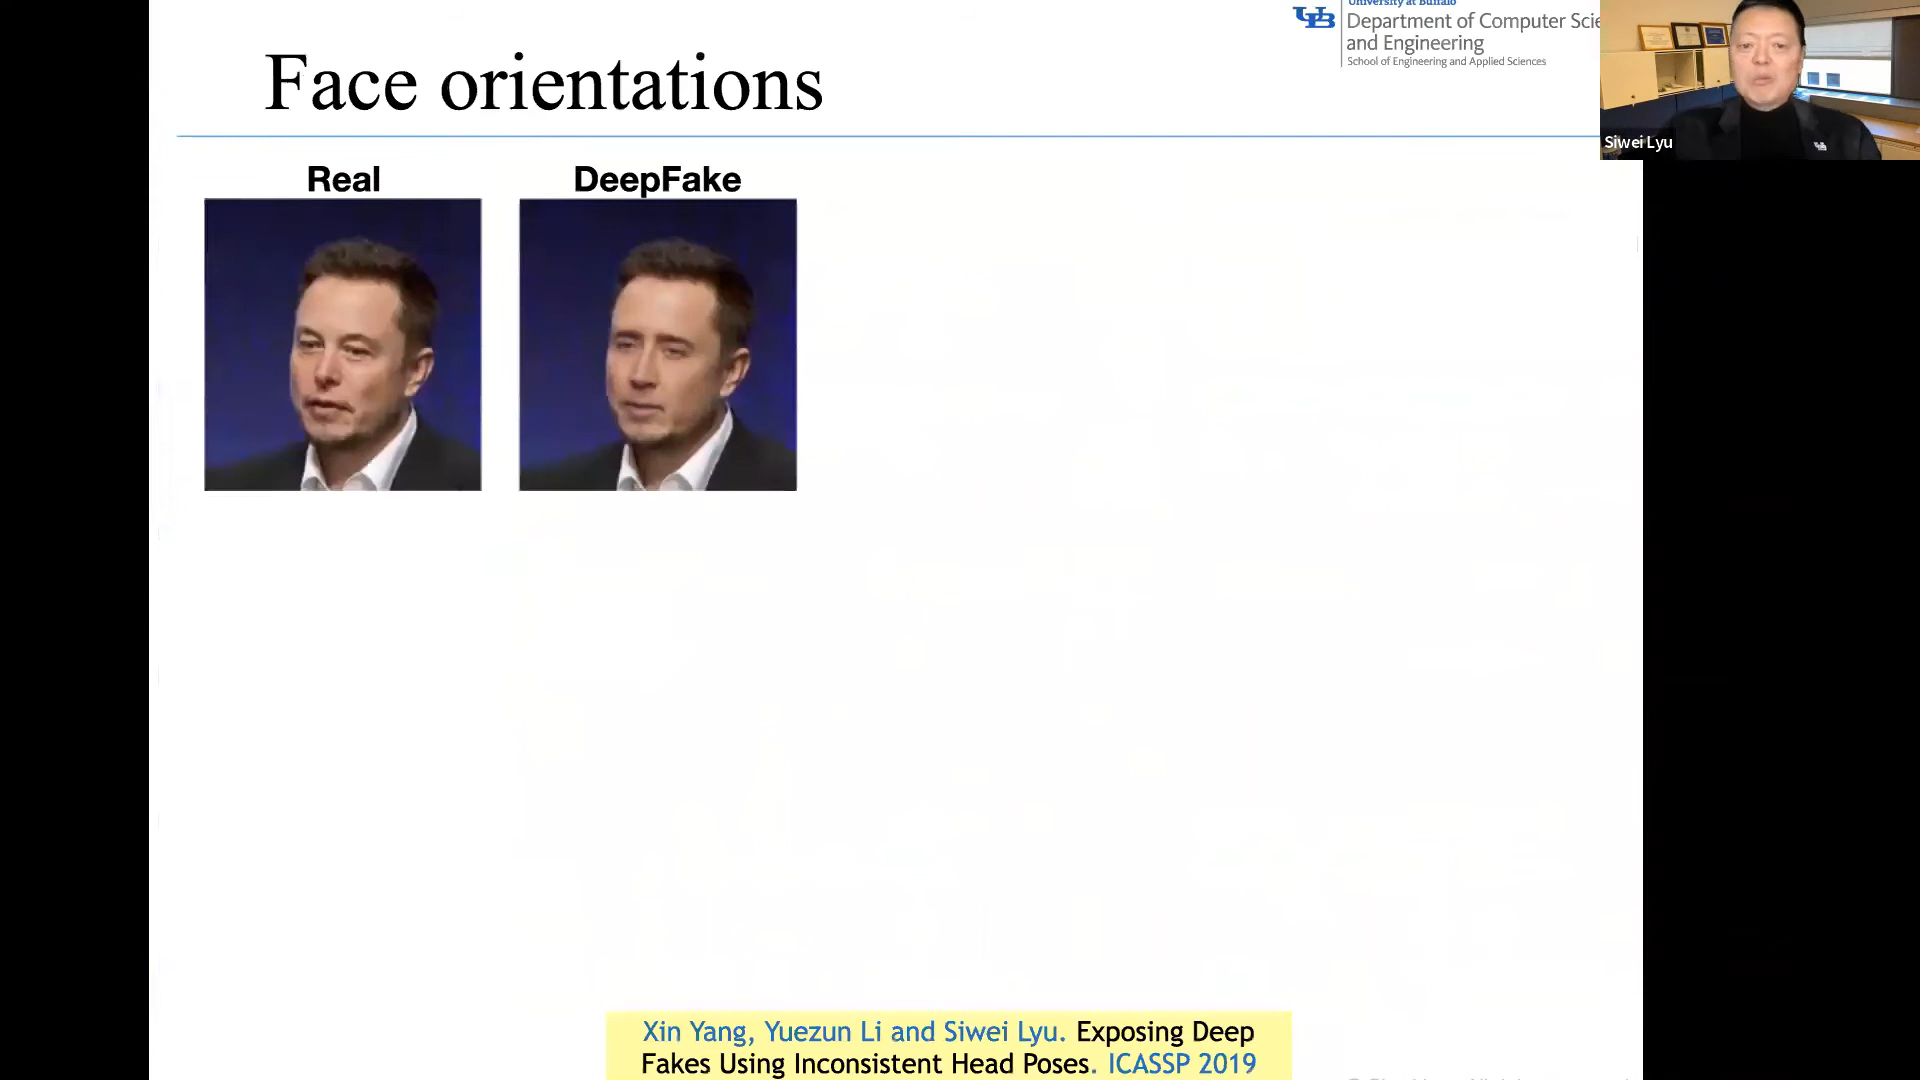 University at Buffalo
Department of Computer Scie
and Engineering
School of Engineering and Applied Sciences
Face orientations
Siwei Lyu
Real
DeepFake
Xin Yang, Yuezun Li and Siwei Lyu. Exposing Deep
Fakes Using Inconsistent Head Poses. ICASSP 2019